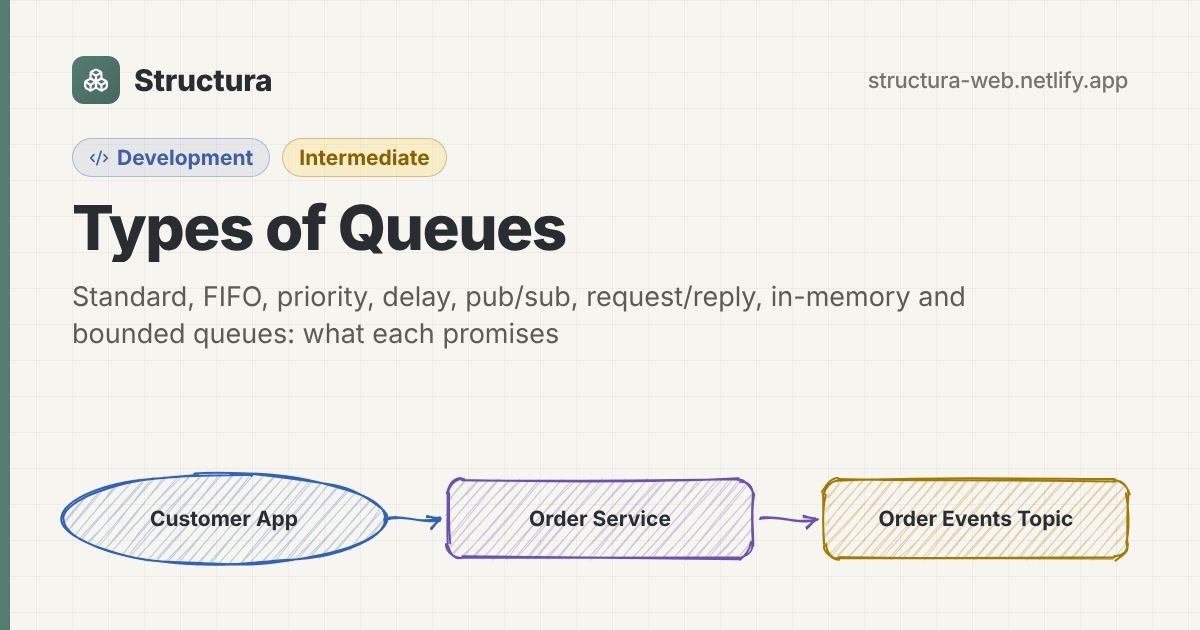 Structura
structura-web.netlify.app
Development
Intermediate
Types of Queues
Standard, FIFO, priority, delay, pub/sub, request/reply, in-memory and
bounded queues: what each promises
Customer App
Order Service
Order Events Topic